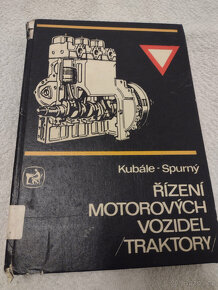 Kubále - Spurný
ŘÍZENÍ
MOTOROVÝCH
VOZIDEL
/TRAKTORY/